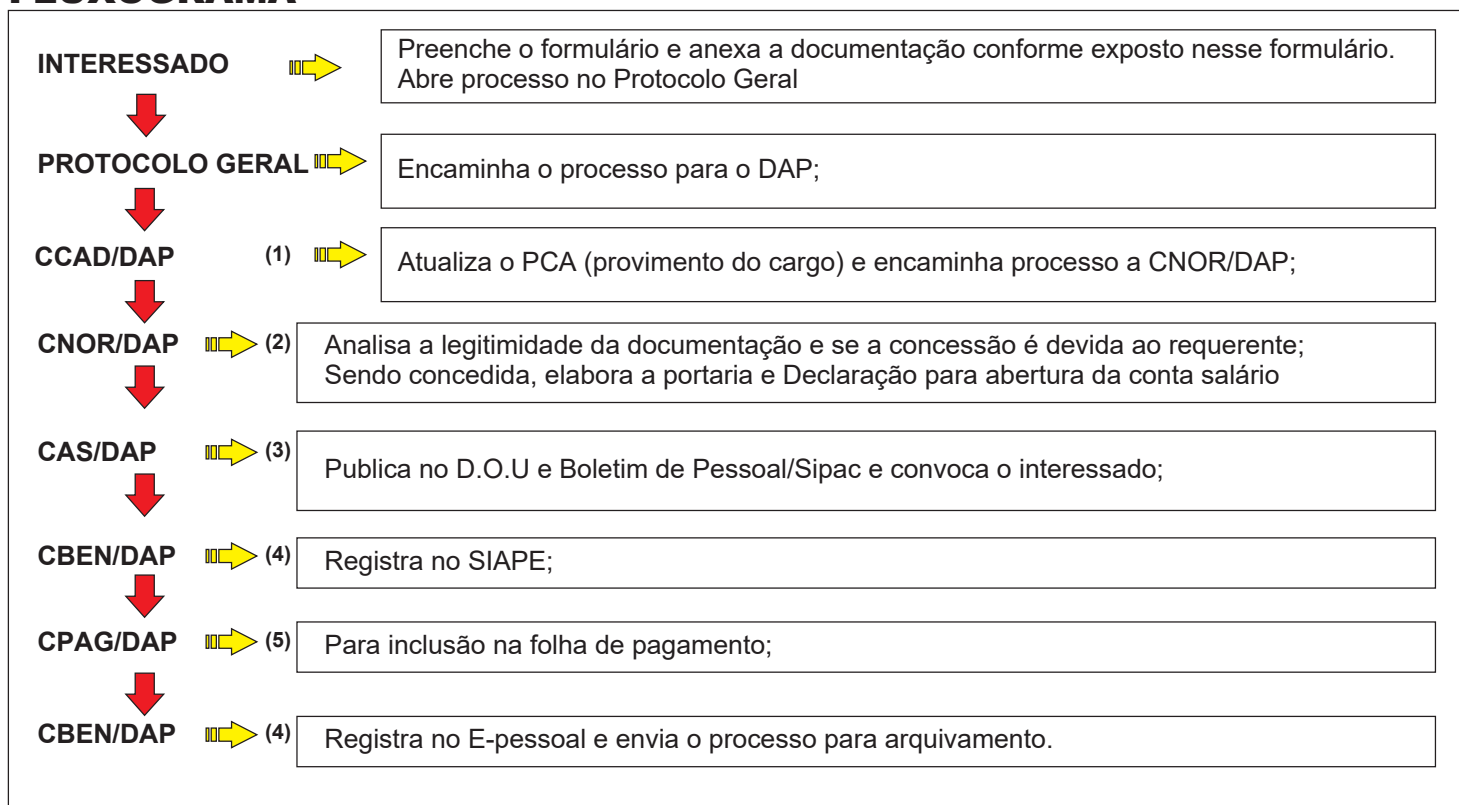 FLUXOGRAMA
INTERESSADO
Preenche o formulário e anexa a documentação conforme exposto nesse formulário.
Abre processo no Protocolo Geral
PROTOCOLO GERAL
Encaminha o processo para o DAP;
CCAD/DAP (1)
Atualiza o PCA (provimento do cargo) e encaminha processo a CNOR/DAP;
CNOR/DAP (2)
Analisa a legitimidade da documentação e se a concessão é devida ao requerente;
Sendo concedida, elabora a portaria e Declaração para abertura da conta salário
CAS/DAP (3)
Publica no D.O.U e Boletim de Pessoal/Sipac e convoca o interessado;
CBEN/DAP (4)
Registra no SIAPE;
CPAG/DAP (5)
Para inclusão na folha de pagamento;
CBEN/DAP (4)
Registra no E-pessoal e envia o processo para arquivamento.